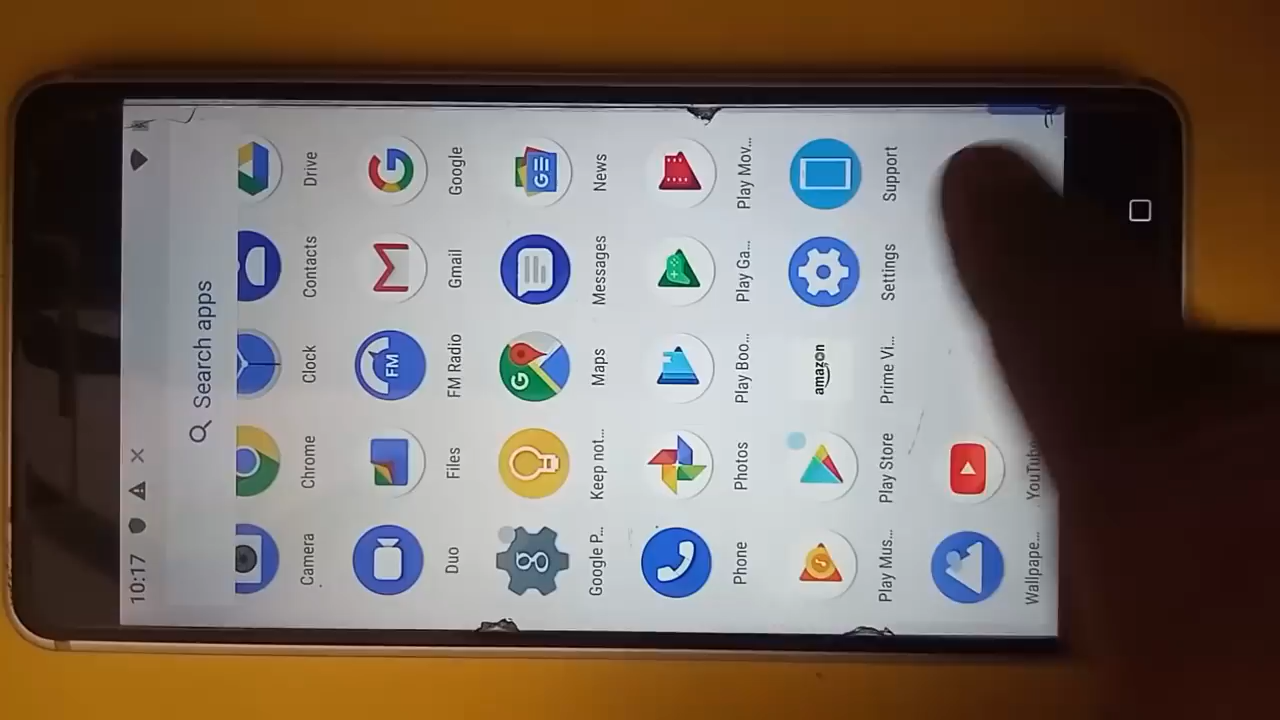 10:17
Search apps
Camera Chrome Clock Contacts Drive
Duo Files FM Radio Gmail Google
Google P... Keep not... Maps Messages News
Phone Photos Play Boo... Play Ga... Play Mov...
Play Mus... Play Store Prime Vi... Settings Support
Wallpape... YouTube
FM
GE
G
amazon